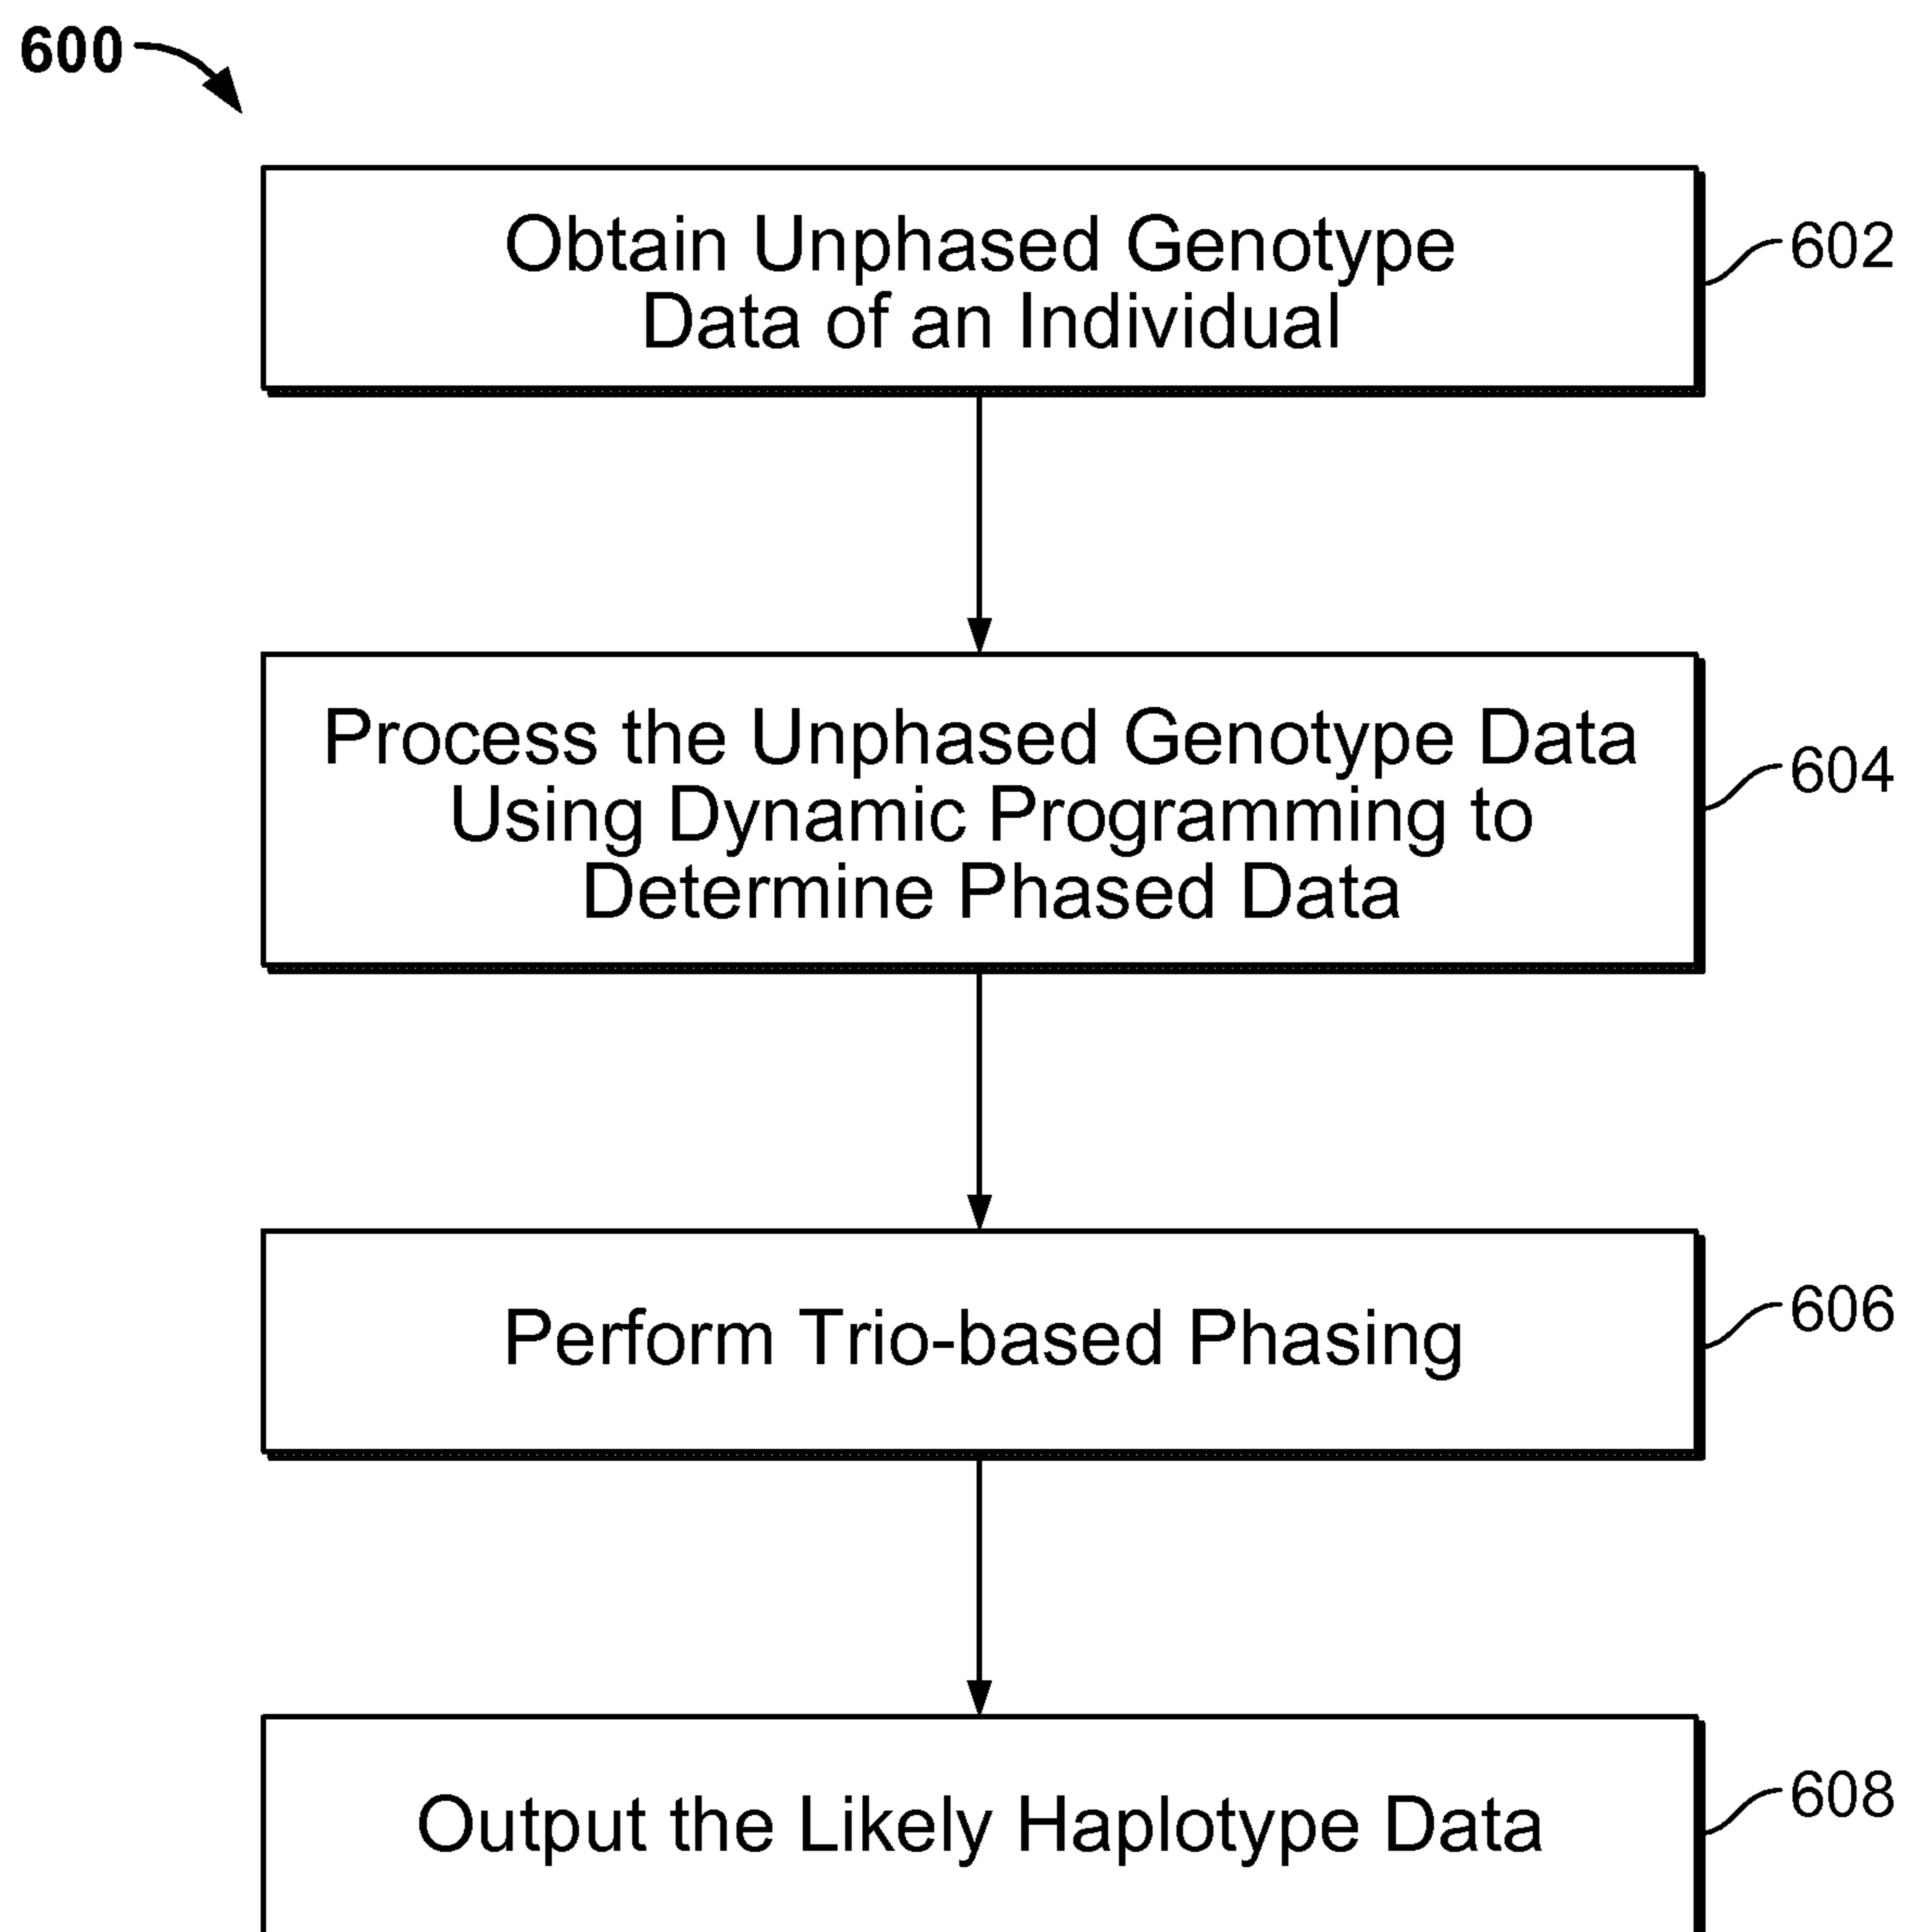 600
Obtain Unphased Genotype
Data of an Individual
602
Process the Unphased Genotype Data
Using Dynamic Programming to
Determine Phased Data
604
Perform Trio-based Phasing
606
Output the Likely Haplotype Data
608